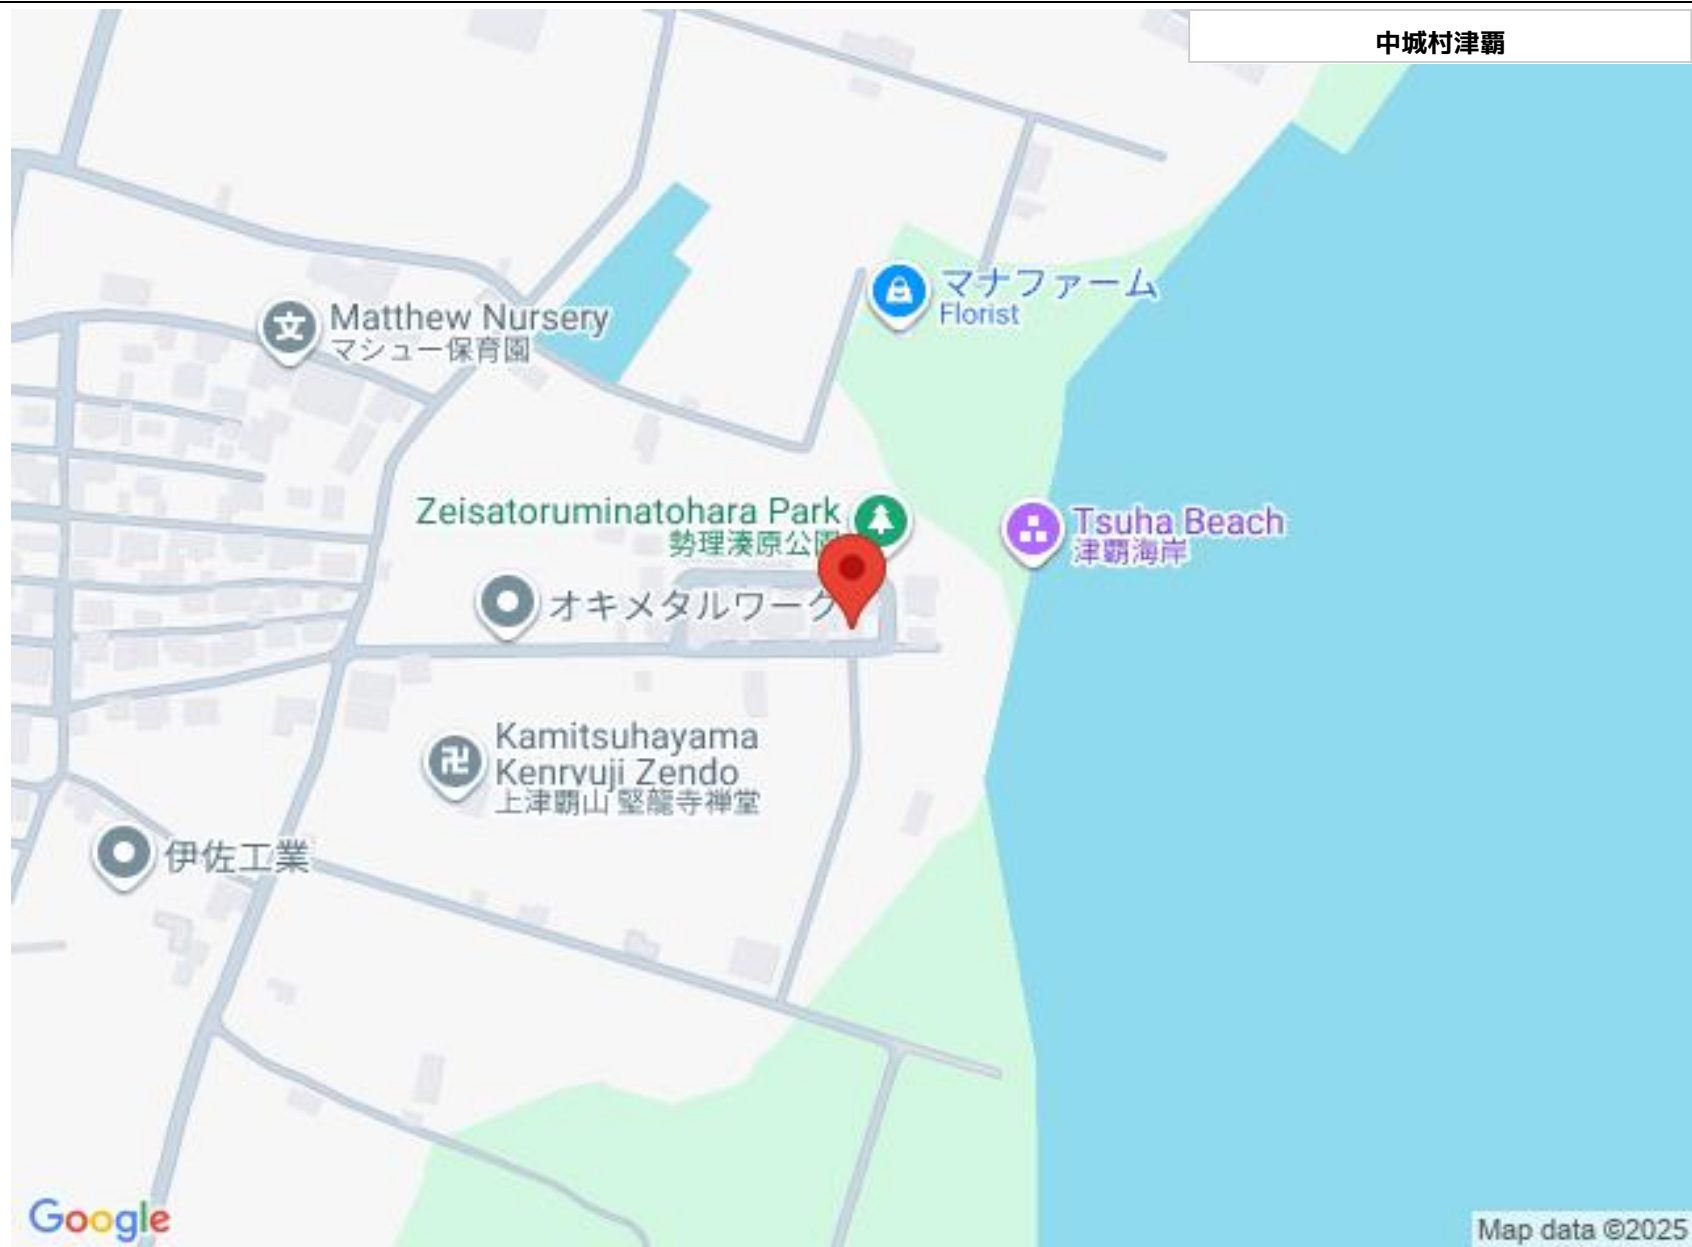 中城村津覇
マナファーム
Florist
Matthew Nursery
マシュー保育園
Zeisatoruminatohara Park
勢理湊原公園
Tsuha Beach
津覇海岸
オキメタルワーク
Kamitsuhayama
Kenryuji Zendo
上津覇山 堅龍寺禅堂
伊佐工業
Google
Map data ©2025